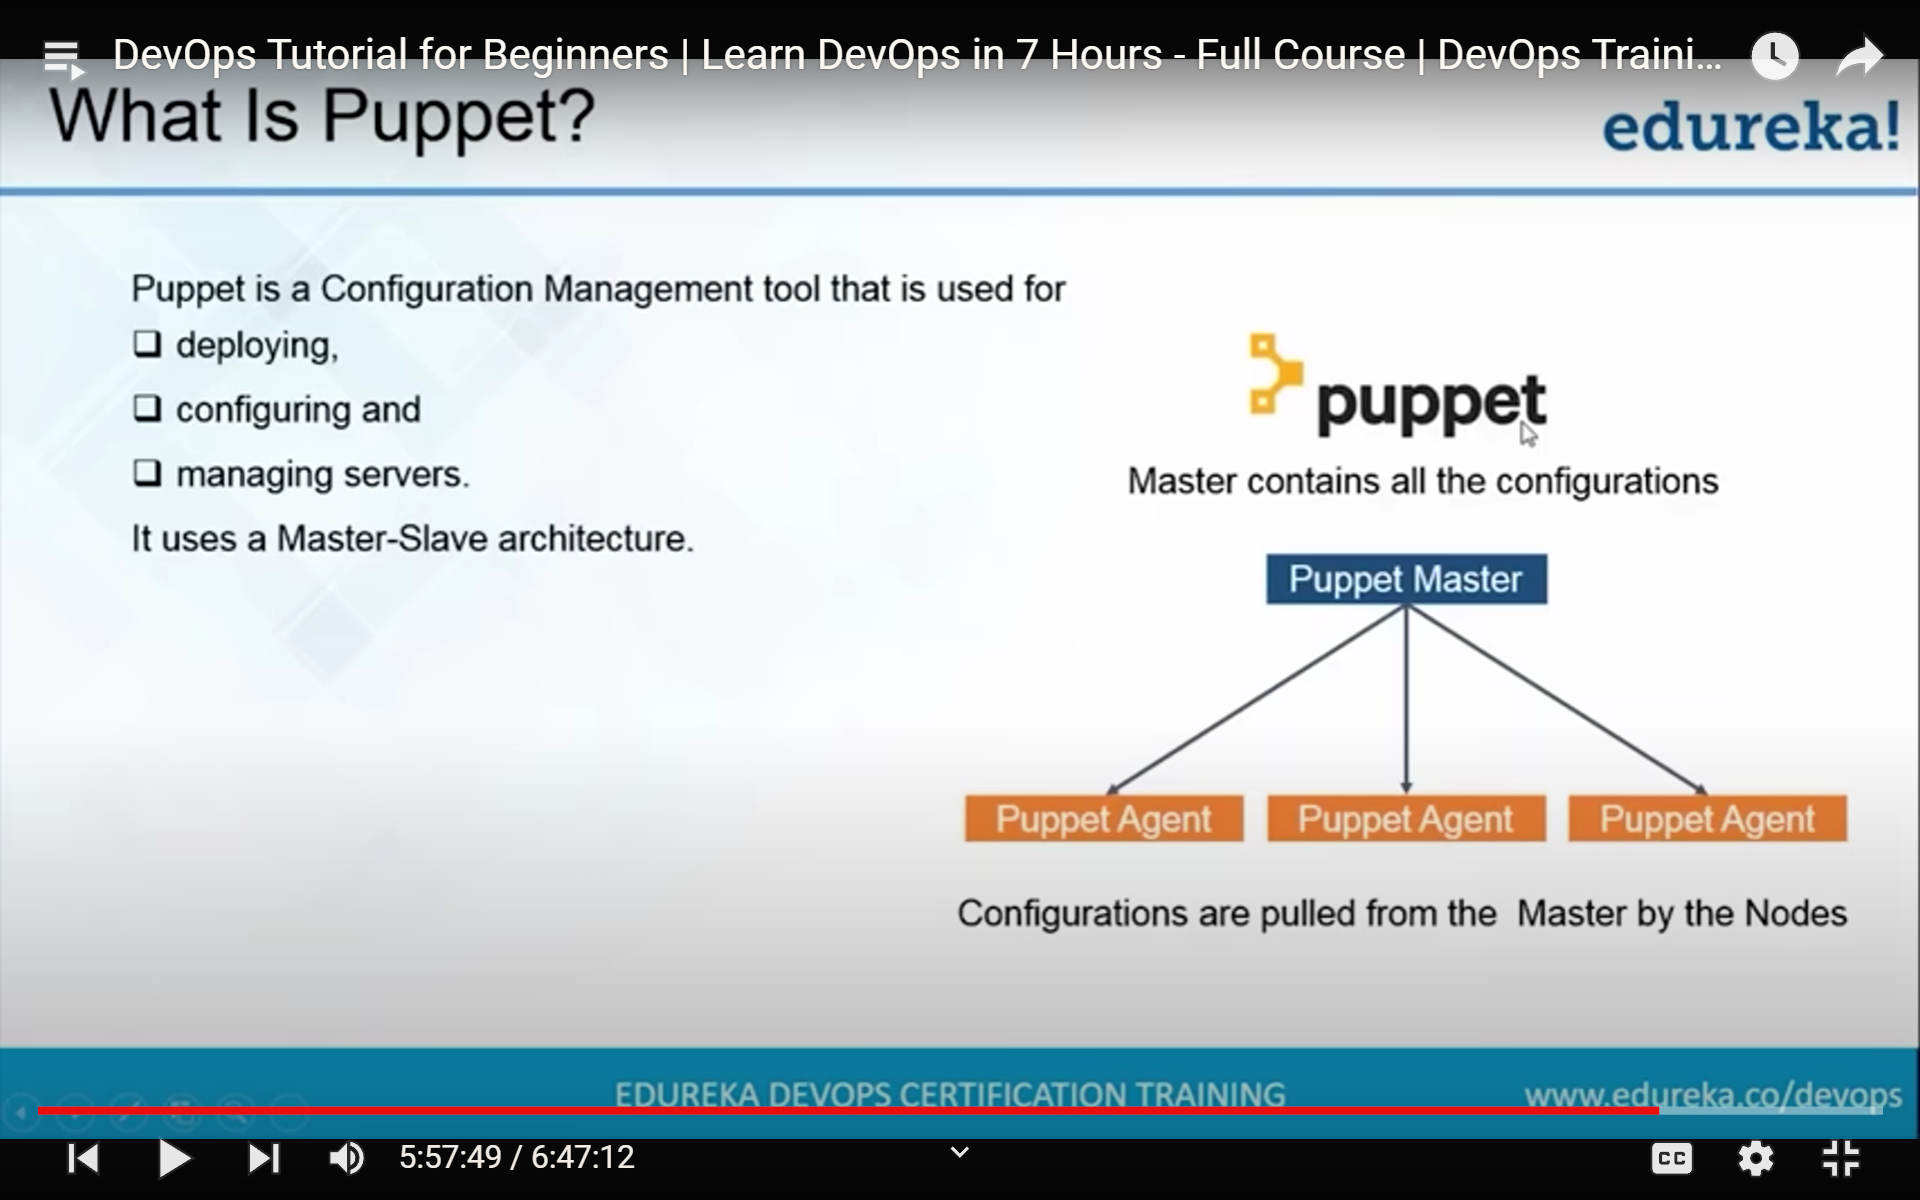 DevOps Tutorial for Beginners | Learn DevOps in 7 Hours - Full Course | DevOps Traini...
What Is Puppet?
edureka!
Puppet is a Configuration Management tool that is used for
deploying,
configuring and
managing servers.
It uses a Master-Slave architecture.
puppet
Master contains all the configurations
Puppet Master
Puppet Agent
Puppet Agent
Puppet Agent
Configurations are pulled from the Master by the Nodes
EDUREKA DEVOPS CERTIFICATION TRAINING
www.edureka.co/devops
5:57:49 / 6:47:12
CC